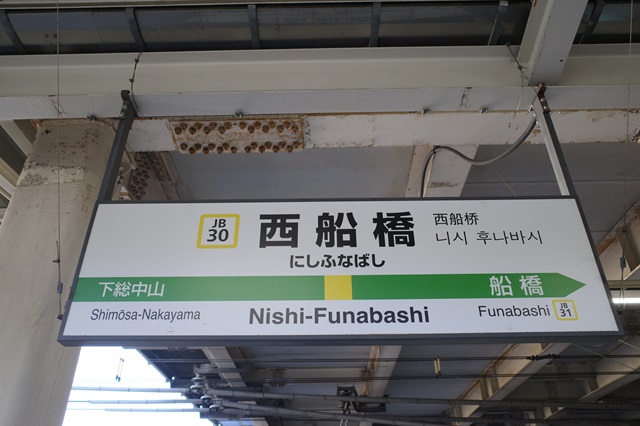 JB
30
西船橋
にしふなばし
西船桥
니시 후나바시
下総中山
船橋
Shimōsa-Nakayama
Nishi-Funabashi
Funabashi
JB
31